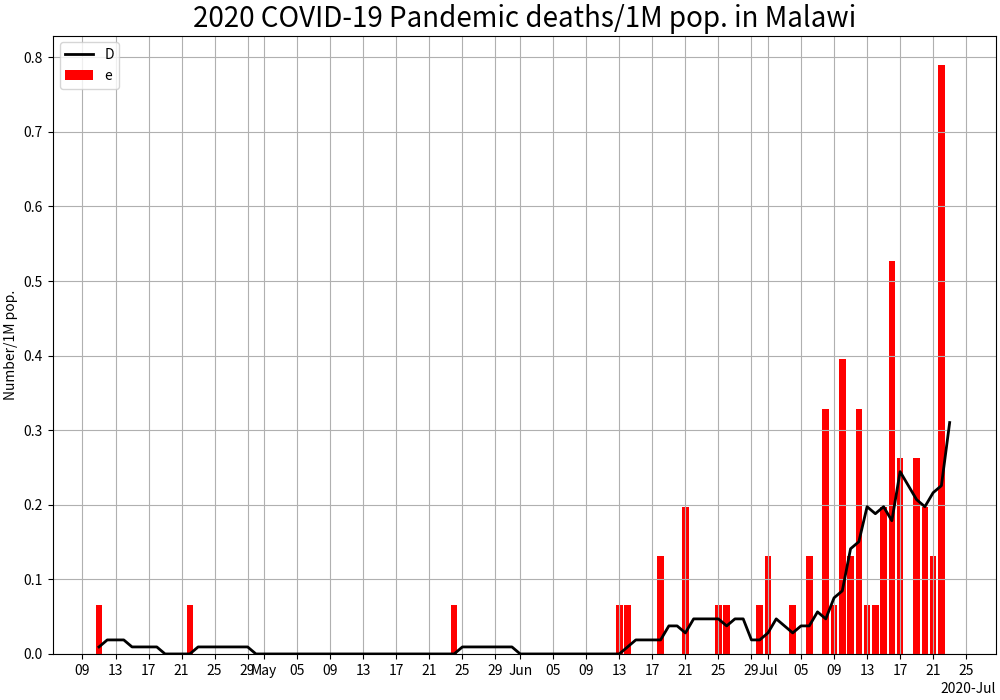 2020 COVID-19 Pandemic deaths/1M pop. in Malawi
D
e
Number/1M pop.
0.8
0.7
0.6
0.5
0.4
0.3
0.2
0.1
0.0
09 13 17 21 25 29 May 05 09 13 17 21 25 29 Jun 05 09 13 17 21 25 29 Jul 05 09 13 17 21 25
2020-Jul